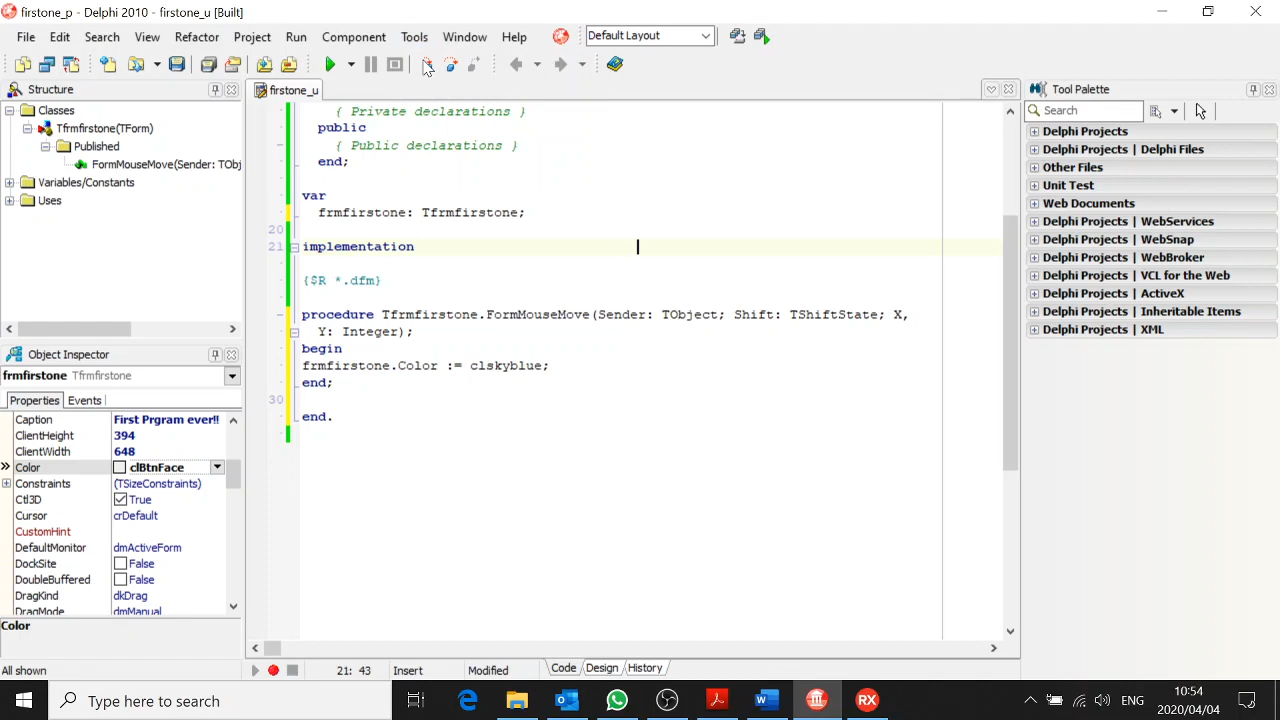 firstone_p - Delphi 2010 - firstone_u [Built]
File Edit Search View Refactor Project Run Component Tools Window Help
Default Layout
Structure
Classes
Tfrmfirstone(TForm)
Published
FormMouseMove(Sender: TObj
Variables/Constants
Uses
Object Inspector
frmfirstone Tfrmfirstone
Properties Events
Caption First Prgram ever!!
ClientHeight 394
ClientWidth 648
Color clBtnFace
Constraints (TSizeConstraints)
Ctl3D True
Cursor crDefault
CustomHint
DefaultMonitor dmActiveForm
DockSite False
DoubleBuffered False
DragKind dkDrag
DragMode dmManual
Color
All shown
firstone_u
{ Private declarations }
public
{ Public declarations }
end;
var
frmfirstone: Tfrmfirstone;
20
21 implementation
{$R *.dfm}
procedure Tfrmfirstone.FormMouseMove(Sender: TObject; Shift: TShiftState; X,
Y: Integer);
begin
frmfirstone.Color := clskyblue;
end;
30
end.
21: 43 Insert Modified Code Design History
Tool Palette
Search
Delphi Projects
Delphi Projects | Delphi Files
Other Files
Unit Test
Web Documents
Delphi Projects | WebServices
Delphi Projects | WebSnap
Delphi Projects | WebBroker
Delphi Projects | VCL for the Web
Delphi Projects | ActiveX
Delphi Projects | Inheritable Items
Delphi Projects | XML
Type here to search
ENG
10:54
2020/04/04